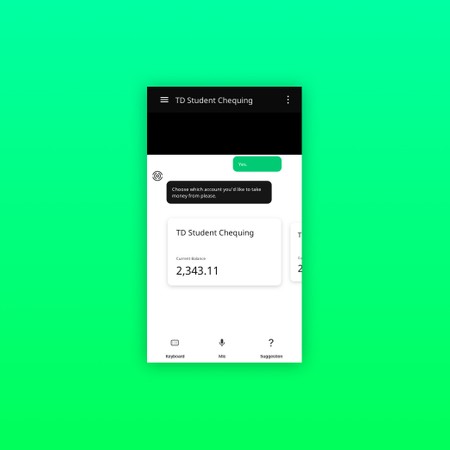 TD Student Chequing
Yes.
Choose which account you'd like to take
money from please.
TD Student Chequing
T
Current Balance
2,343.11
2
Keyboard
Mic
Suggestion